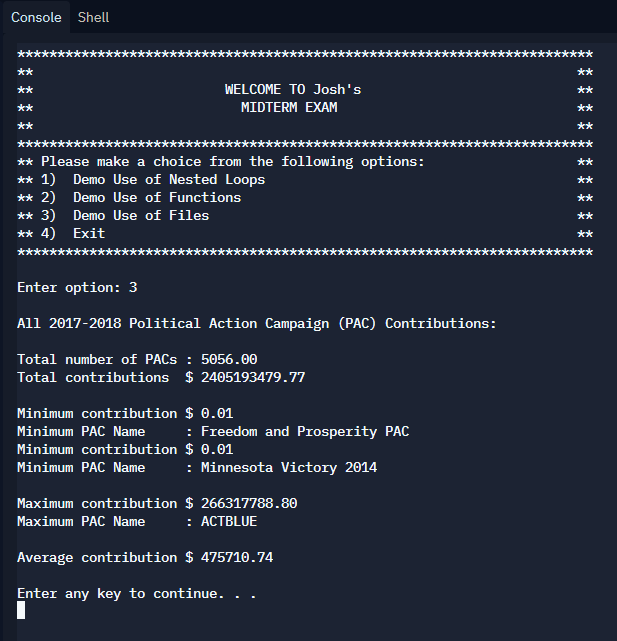 Console Shell
************************************************************************
** **
** WELCOME TO Josh's **
** MIDTERM EXAM **
** **
************************************************************************
** Please make a choice from the following options: **
** 1) Demo Use of Nested Loops **
** 2) Demo Use of Functions **
** 3) Demo Use of Files **
** 4) Exit **
************************************************************************
Enter option: 3
All 2017-2018 Political Action Campaign (PAC) Contributions:
Total number of PACs : 5056.00
Total contributions $ 2405193479.77
Minimum contribution $ 0.01
Minimum PAC Name : Freedom and Prosperity PAC
Minimum contribution $ 0.01
Minimum PAC Name : Minnesota Victory 2014
Maximum contribution $ 266317788.80
Maximum PAC Name : ACTBLUE
Average contribution $ 475710.74
Enter any key to continue. . .